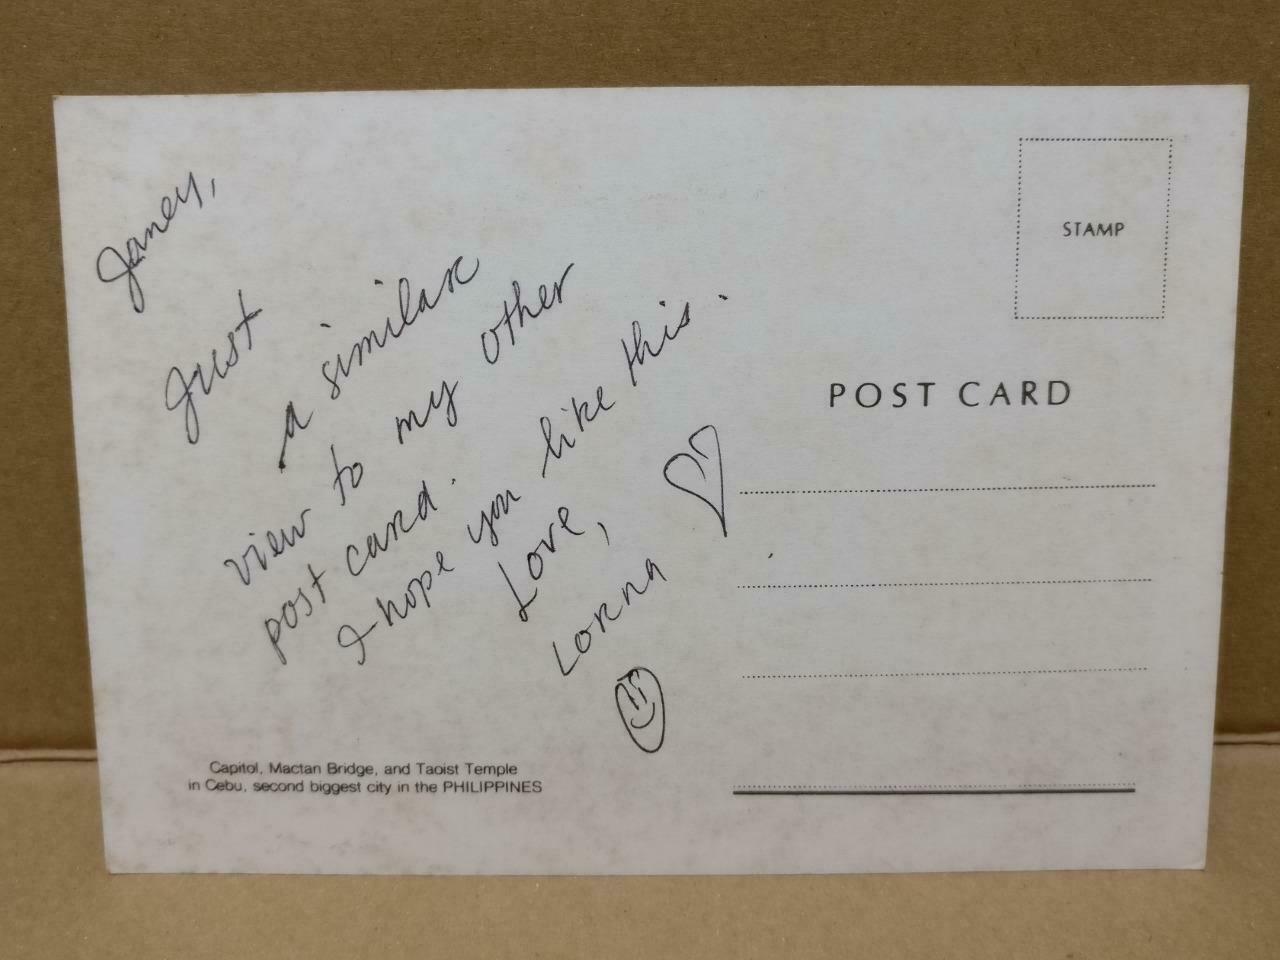 Janey,
Just
a similar
view to my other
post card.
I hope you like this.
Love,
Lorna
STAMP
POST CARD
Capitol, Mactan Bridge, and Taoist Temple
in Cebu, second biggest city in the PHILIPPINES